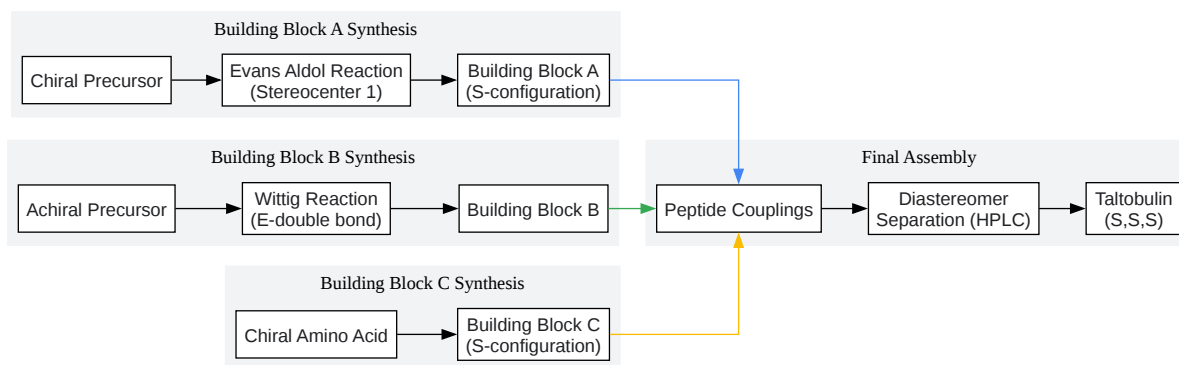 Building Block A Synthesis
Chiral Precursor
Evans Aldol Reaction
(Stereocenter 1)
Building Block A
(S-configuration)
Building Block B Synthesis
Achiral Precursor
Wittig Reaction
(E-double bond)
Building Block B
Final Assembly
Peptide Couplings
Diastereomer
Separation (HPLC)
Taltobulin
(S,S,S)
Building Block C Synthesis
Chiral Amino Acid
Building Block C
(S-configuration)